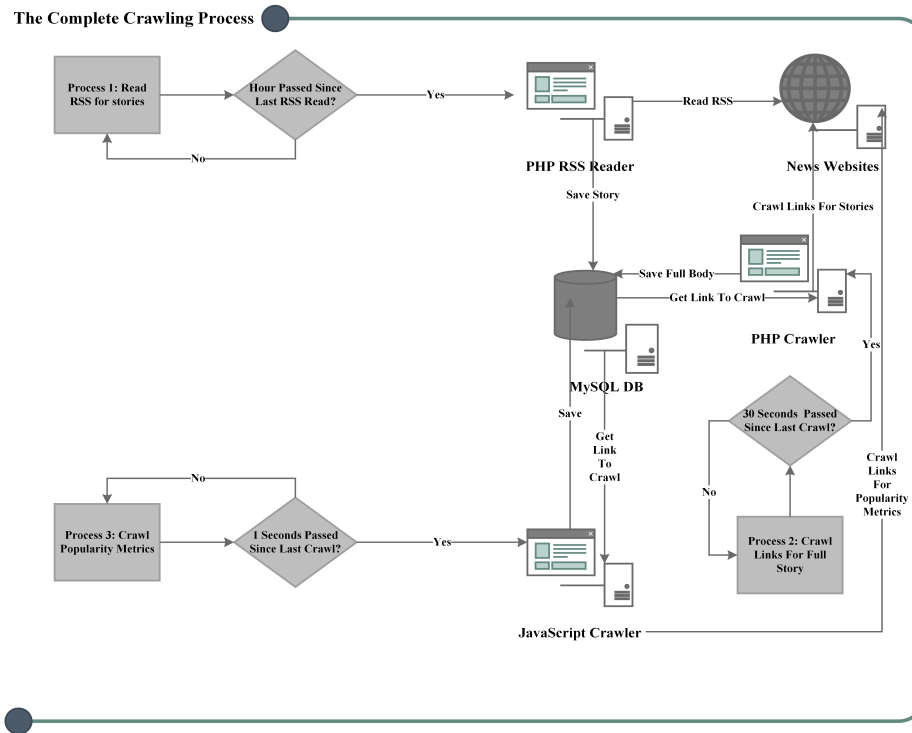 The Complete Crawling Process
Process 1: Read
RSS for stories
Hour Passed Since
Last RSS Read?
Yes
No
Read RSS
PHP RSS Reader
News Websites
Save Story
Crawl Links For Stories
Save Full Body
Get Link To Crawl
PHP Crawler
Yes
MySQL DB
Save
Get
Link
To
Crawl
30 Seconds  Passed
Since Last Crawl?
No
Crawl
Links
For
Popularity
Metrics
Process 2: Crawl
Links For Full
Story
No
Process 3: Crawl
Popularity Metrics
1 Seconds Passed
Since Last Crawl?
Yes
JavaScript Crawler